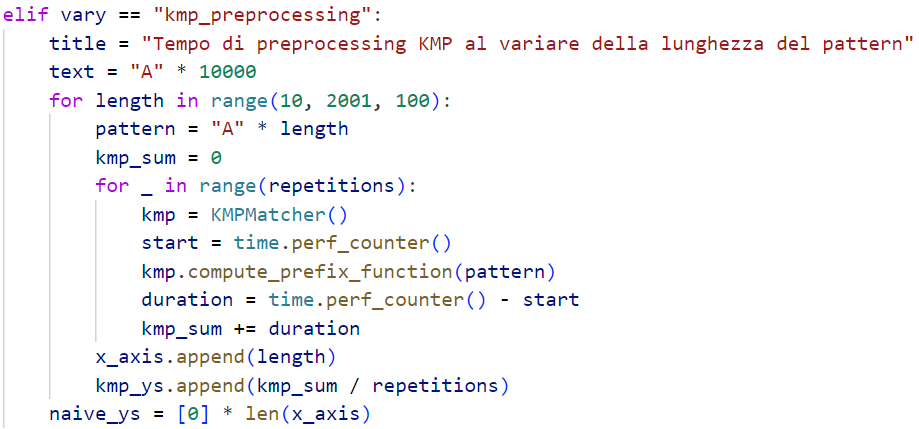 elif vary == "kmp_preprocessing":
    title = "Tempo di preprocessing KMP al variare della lunghezza del pattern"
    text = "A" * 10000
    for length in range(10, 2001, 100):
        pattern = "A" * length
        kmp_sum = 0
        for _ in range(repetitions):
            kmp = KMPMatcher()
            start = time.perf_counter()
            kmp.compute_prefix_function(pattern)
            duration = time.perf_counter() - start
            kmp_sum += duration
        x_axis.append(length)
        kmp_ys.append(kmp_sum / repetitions)
    naive_ys = [0] * len(x_axis)